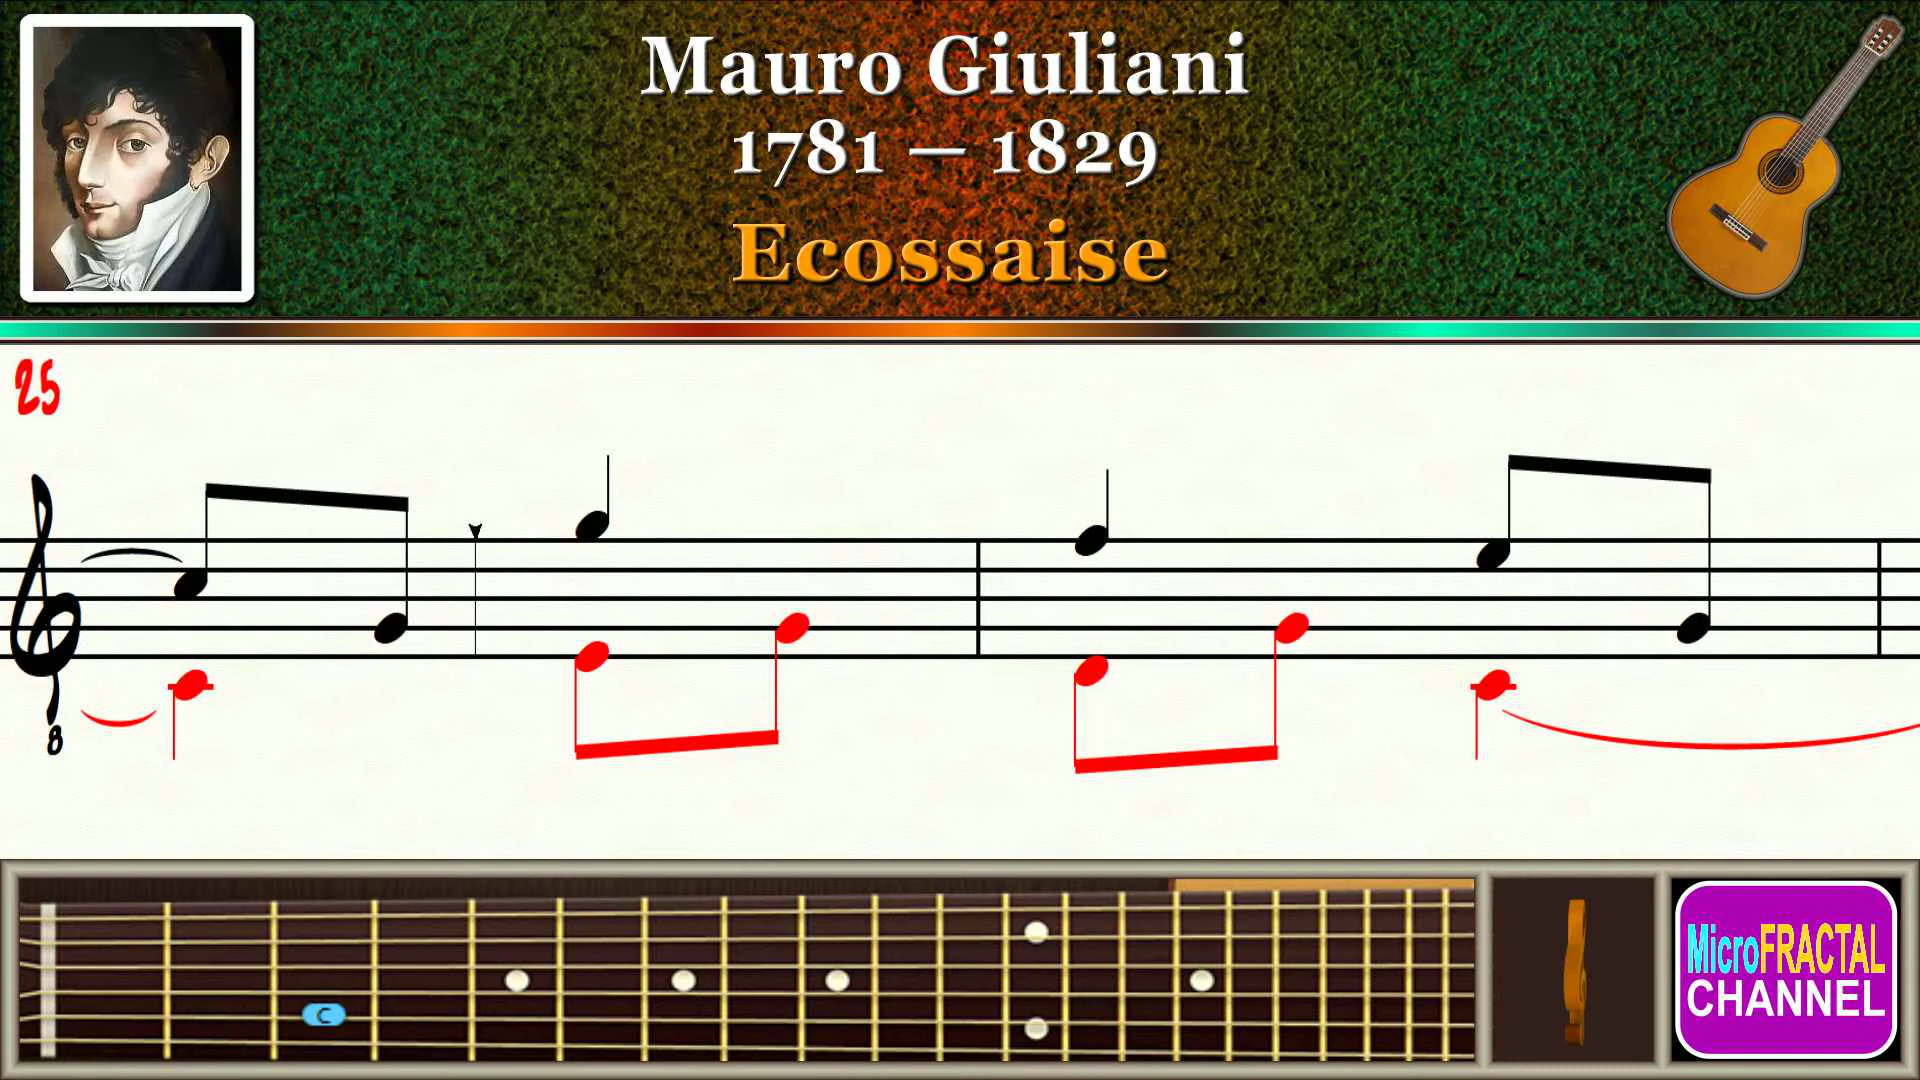 Mauro Giuliani
1781 — 1829
Ecossaise
25
8
C
MicroFRACTAL
CHANNEL